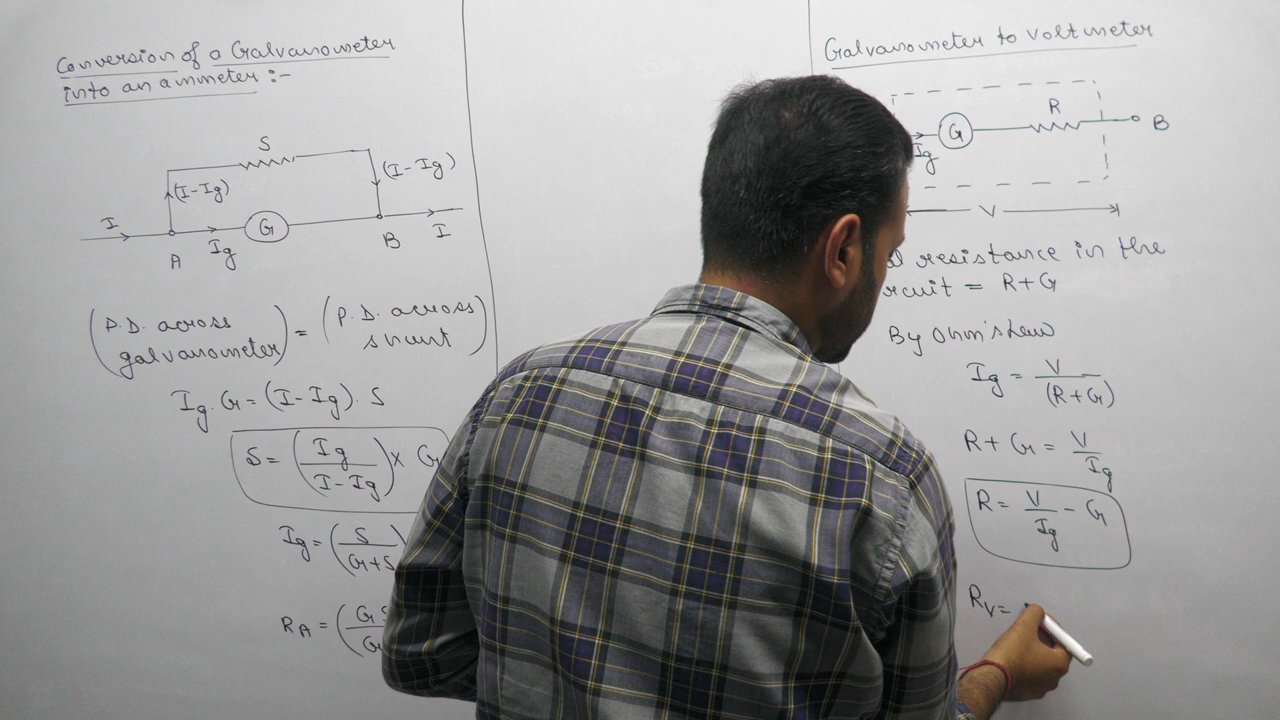 Conversion of a Galvanometer
into an ammeter :-
S
(I-Ig)
(I-Ig)
I
A
Ig
G
B
I
(P.D. across galvanometer) = (P.D. across shunt)
Ig. G = (I-Ig). S
S = (Ig / I-Ig) × G
Ig = (S / G+S)
RA = (GS / G
Galvanometer to voltmeter
G
R
B
Ig
V
resistance in the
rcuit = R+G
By Ohm's law
Ig = V / (R+G)
R+G = V / Ig
R = V / Ig - G
RV =